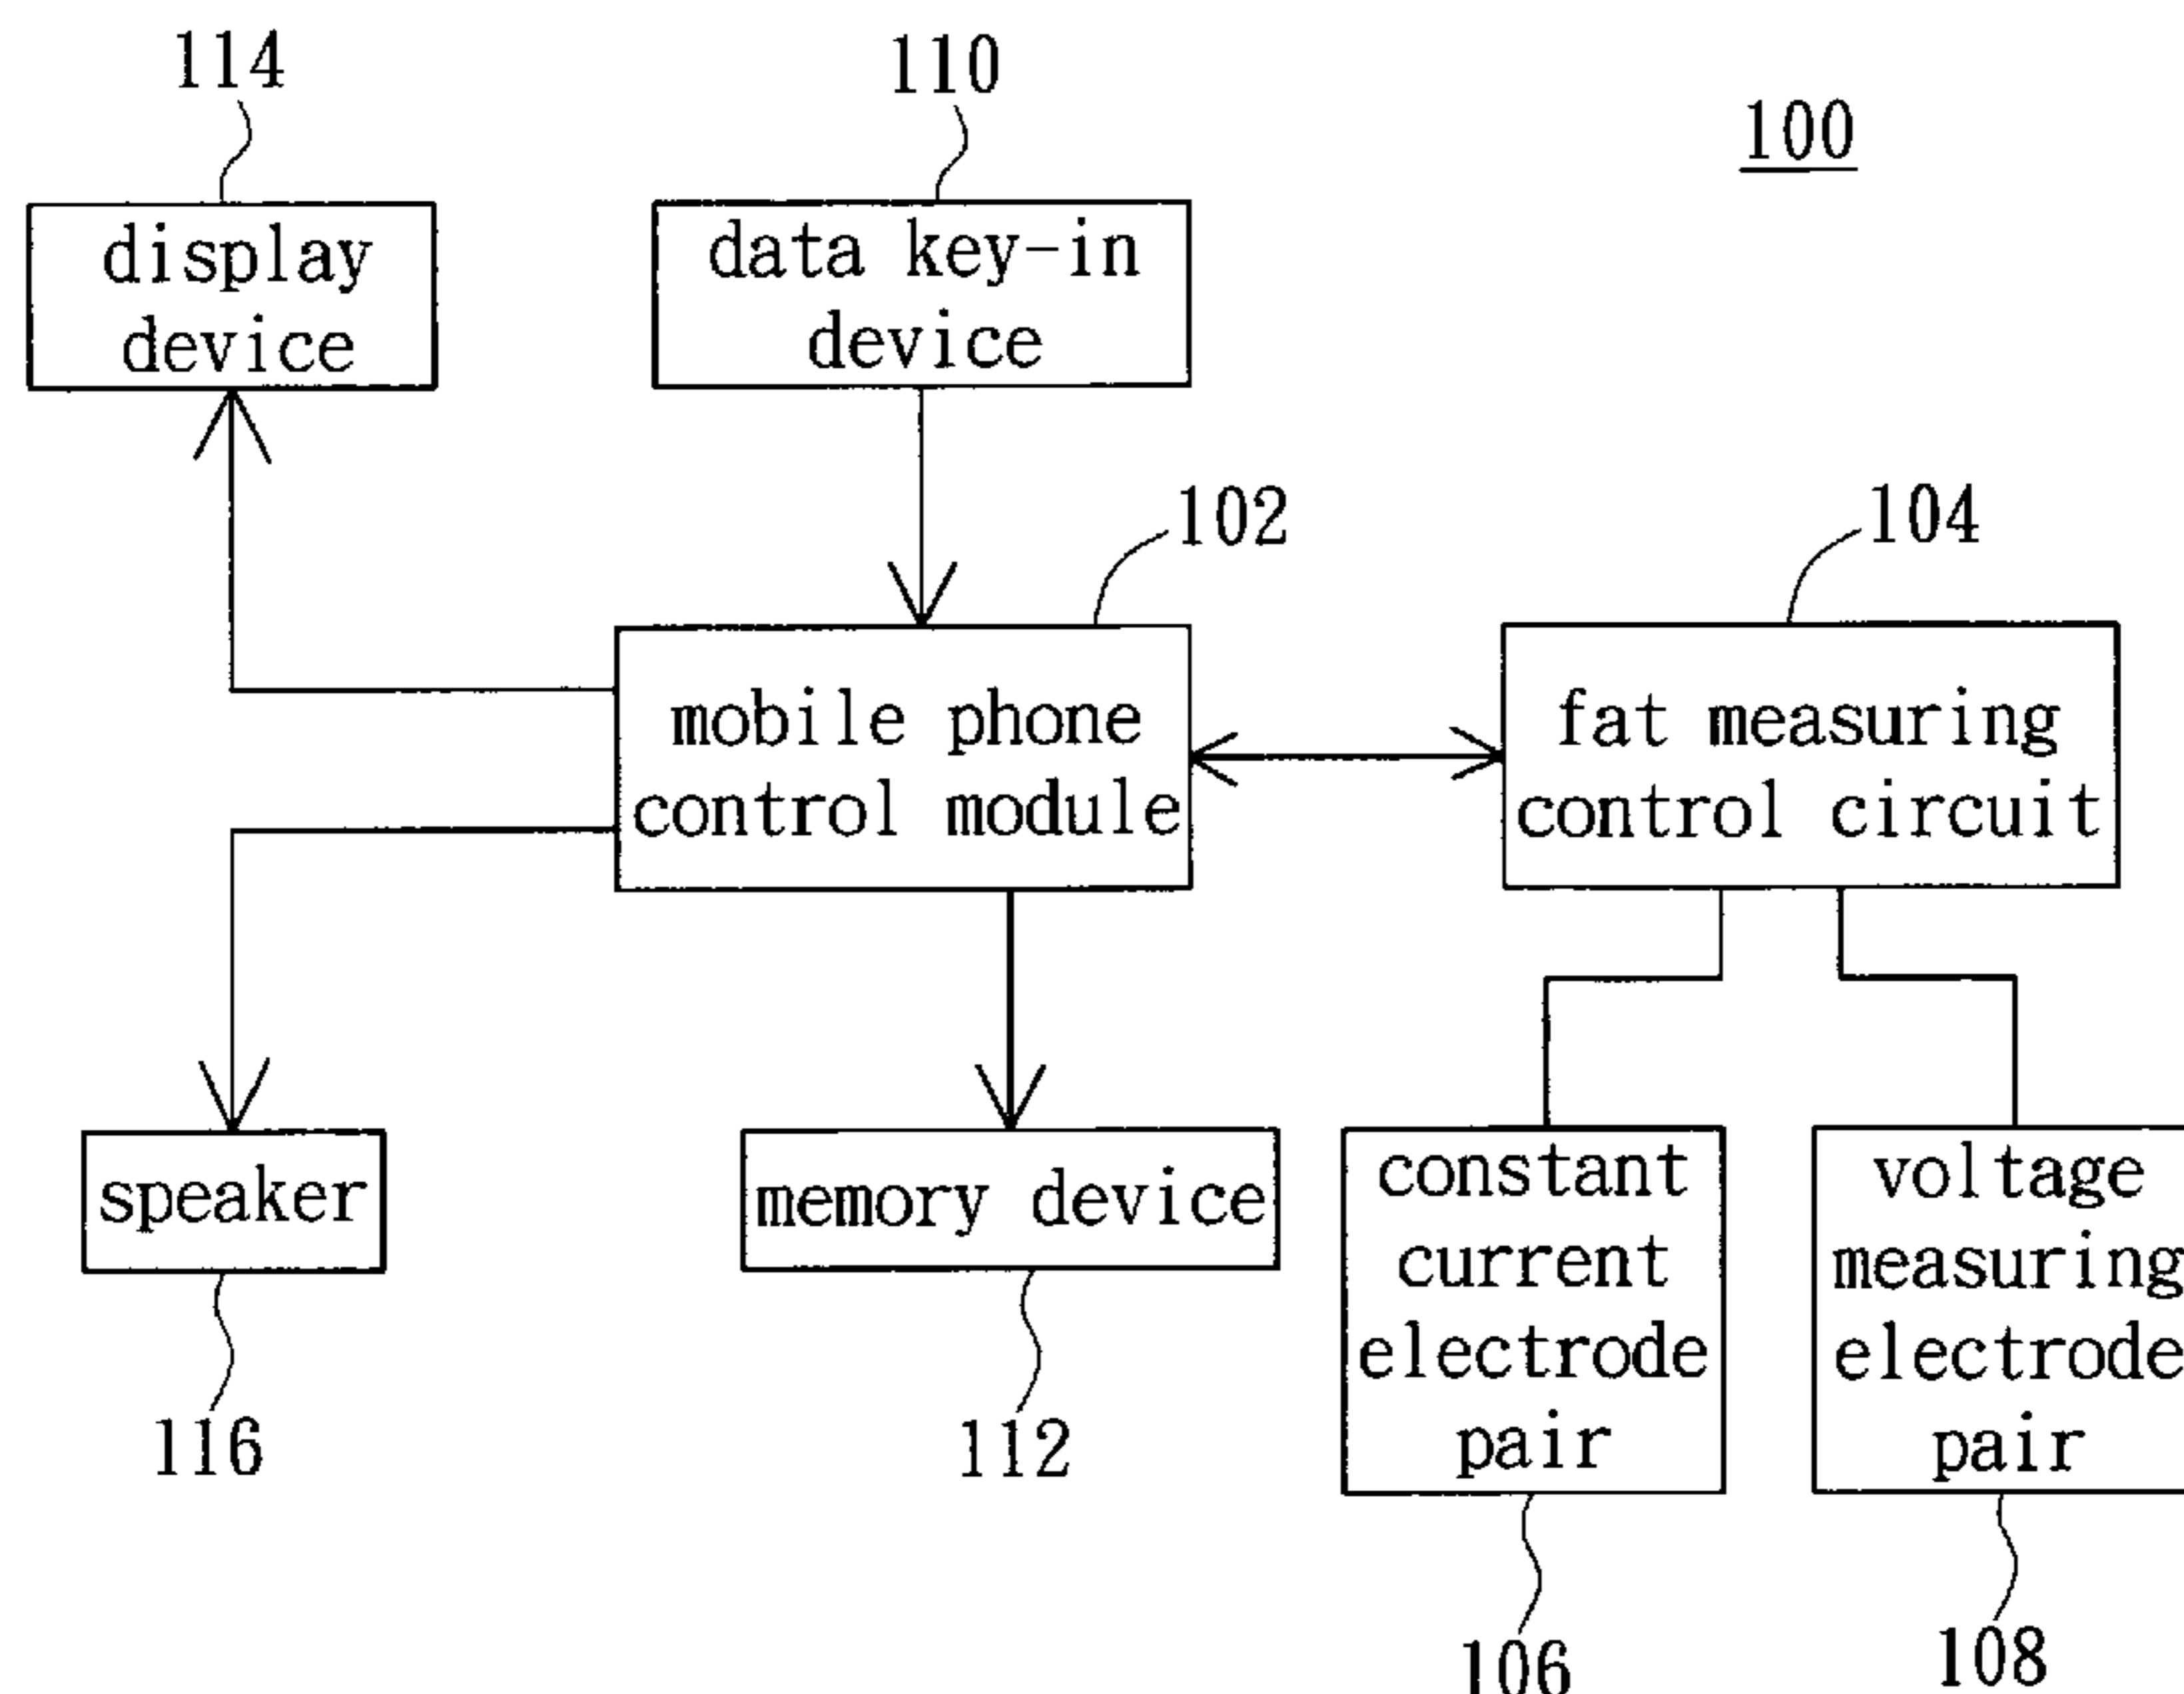 114
110
100
display
device
data key-in
device
102
104
mobile phone
control module
fat measuring
control circuit
speaker
memory device
constant
current
electrode
pair
voltage
measuring
electrode
pair
116
112
106
108